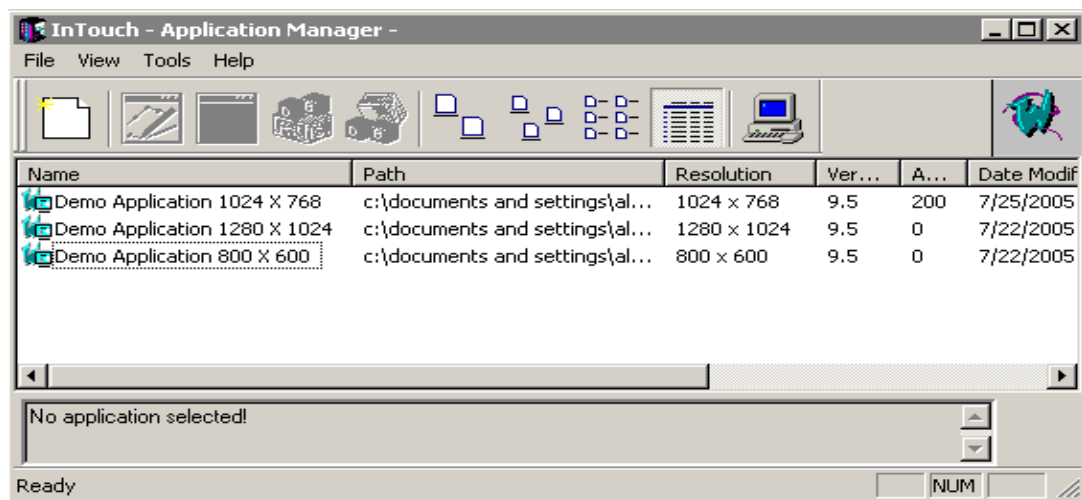 InTouch - Application Manager -
File View Tools Help
Name Path Resolution Ver... A... Date Modif
Demo Application 1024 X 768 c:\documents and settings\al... 1024 x 768 9.5 200 7/25/2005
Demo Application 1280 X 1024 c:\documents and settings\al... 1280 x 1024 9.5 0 7/22/2005
Demo Application 800 X 600 c:\documents and settings\al... 800 x 600 9.5 0 7/22/2005
No application selected!
Ready NUM